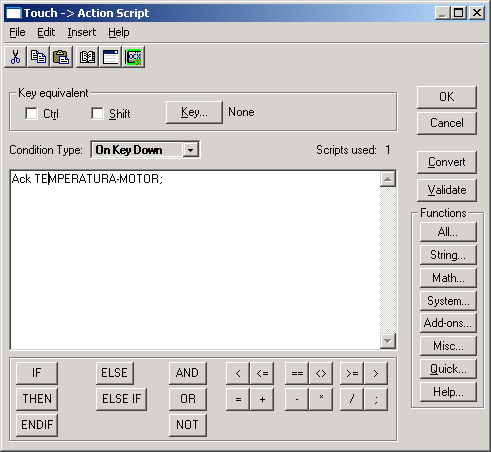 Touch -> Action Script
File Edit Insert Help
Key equivalent
Ctrl Shift Key... None
OK
Cancel
Condition Type: On Key Down Scripts used: 1
Convert
Validate
Ack TEMPERATURA-MOTOR;
Functions
All...
String...
Math...
System...
Add-ons...
Misc...
Quick...
Help...
IF ELSE AND < <= == <> >= >
THEN ELSE IF OR = + - * / ;
ENDIF NOT